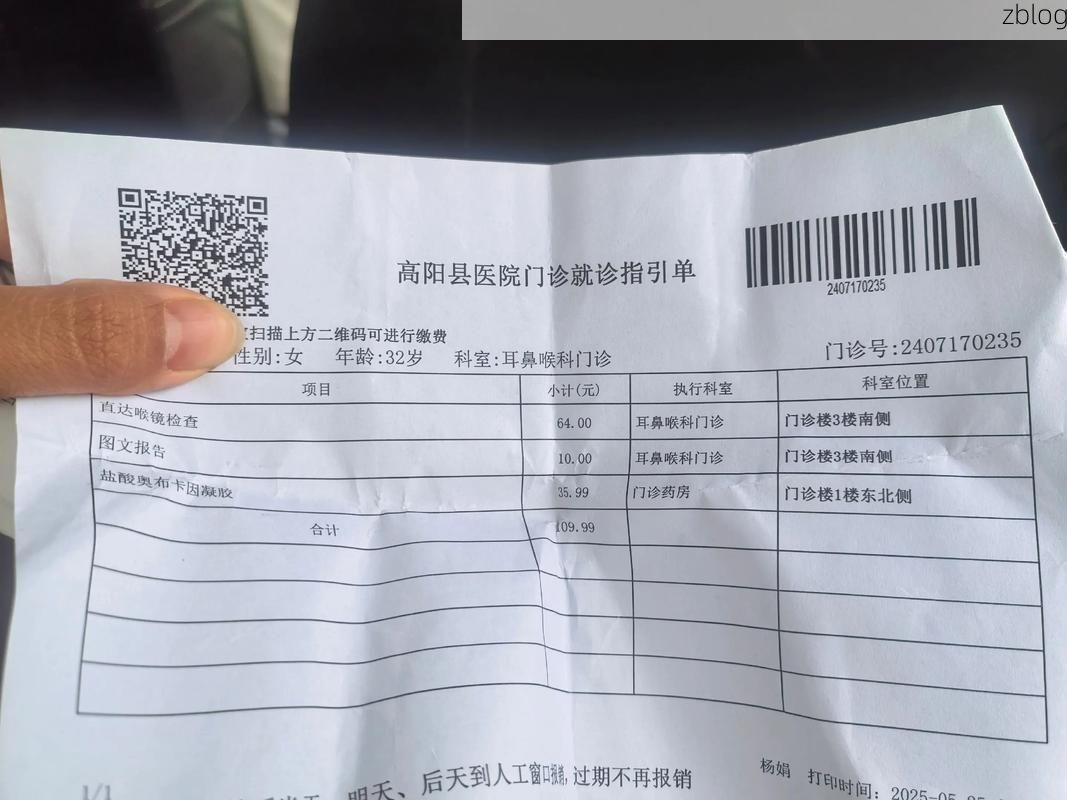 zblog
高阳县医院门诊就诊指引单
2407170235
扫描上方二维码可进行缴费
性别:女 年龄:32岁 科室:耳鼻喉科门诊 门诊号:2407170235
项目 小计(元) 执行科室 科室位置
直达喉镜检查 64.00 耳鼻喉科门诊 门诊楼3楼南侧
图文报告 10.00 耳鼻喉科门诊 门诊楼3楼南侧
盐酸奥布卡因凝胶 35.99 门诊药房 门诊楼1楼东北侧
合计 109.99
明天、后天到人工窗口报销,过期不再报销
杨娟 打印时间: 2025-05-
1/1